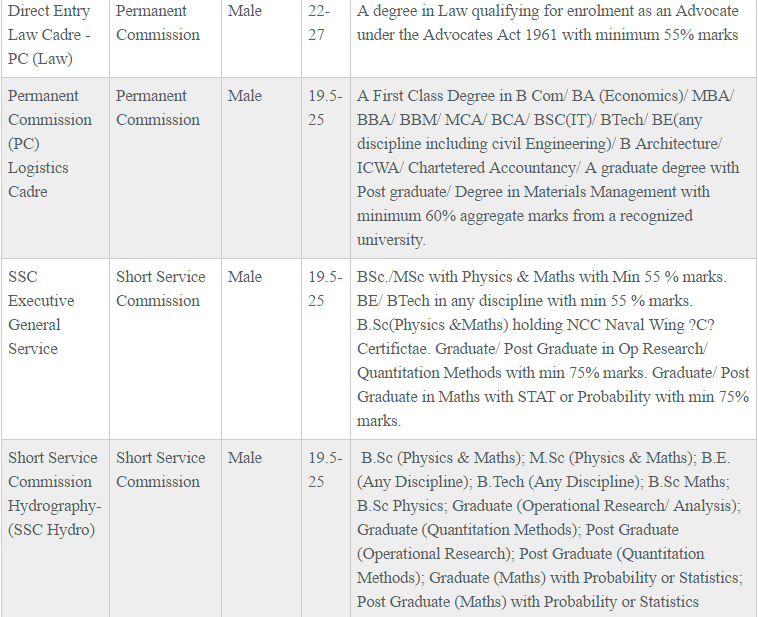 Direct Entry
Law Cadre -
PC (Law)
Permanent
Commission
Male
22-
27
A degree in Law qualifying for enrolment as an Advocate
under the Advocates Act 1961 with minimum 55% marks
Permanent
Commission
(PC)
Logistics
Cadre
Permanent
Commission
Male
19.5-
25
A First Class Degree in B Com/ BA (Economics)/ MBA/
BBA/ BBM/ MCA/ BCA/ BSC(IT)/ BTech/ BE(any
discipline including civil Engineering)/ B Architecture/
ICWA/ Chartetered Accountancy/ A graduate degree with
Post graduate/ Degree in Materials Management with
minimum 60% aggregate marks from a recognized
university.
SSC
Executive
General
Service
Short Service
Commission
Male
19.5-
25
BSc./MSc with Physics & Maths with Min 55 % marks.
BE/ BTech in any discipline with min 55 % marks.
B.Sc(Physics &Maths) holding NCC Naval Wing ?C?
Certifictae. Graduate/ Post Graduate in Op Research/
Quantitation Methods with min 75% marks. Graduate/ Post
Graduate in Maths with STAT or Probability with min 75%
marks.
Short Service
Commission
Hydrography-
(SSC Hydro)
Short Service
Commission
Male
19.5-
25
B.Sc (Physics & Maths); M.Sc (Physics & Maths); B.E.
(Any Discipline); B.Tech (Any Discipline); B.Sc Maths;
B.Sc Physics; Graduate (Operational Research/ Analysis);
Graduate (Quantitation Methods); Post Graduate
(Operational Research); Post Graduate (Quantitation
Methods); Graduate (Maths) with Probability or Statistics;
Post Graduate (Maths) with Probability or Statistics